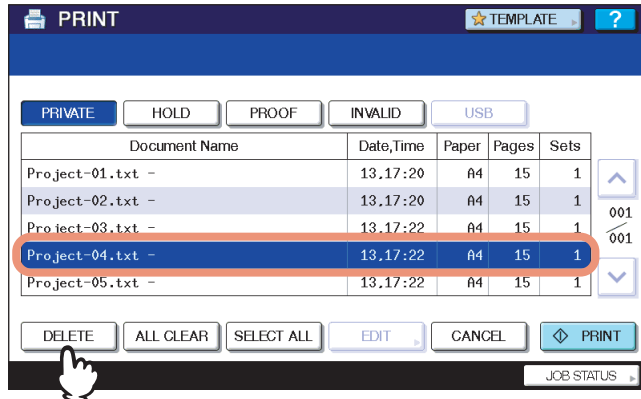 PRINT TEMPLATE ?
PRIVATE HOLD PROOF INVALID USB
Document Name Date,Time Paper Pages Sets
Project-01.txt - 13,17:20 A4 15 1
Project-02.txt - 13,17:20 A4 15 1
Project-03.txt - 13,17:22 A4 15 1
Project-04.txt - 13,17:22 A4 15 1
Project-05.txt - 13,17:22 A4 15 1
001
001
DELETE ALL CLEAR SELECT ALL EDIT CANCEL PRINT
JOB STATUS